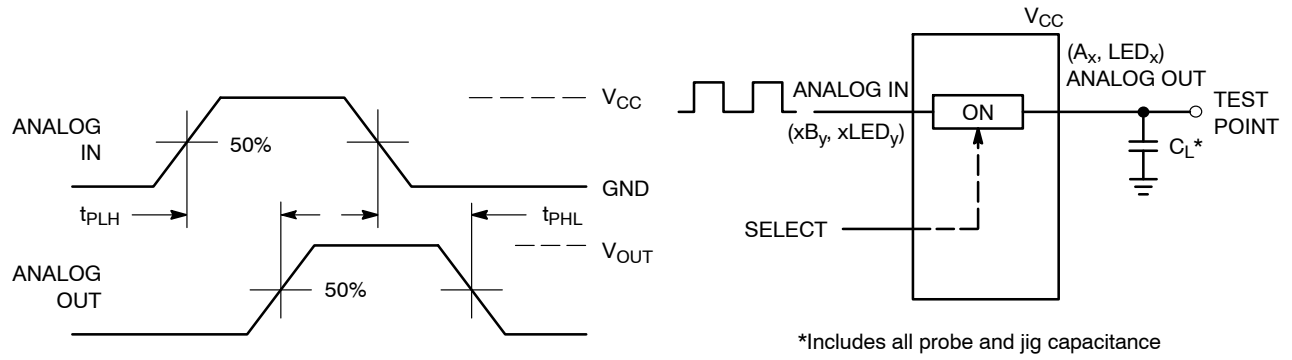 ANALOG
IN
50%
V_CC
GND
t_PLH
t_PHL
V_OUT
ANALOG
OUT
50%
V_CC
(A_x, LED_x)
ANALOG OUT
ANALOG IN
(xB_y, xLED_y)
ON
TEST
POINT
C_L*
SELECT
*Includes all probe and jig capacitance